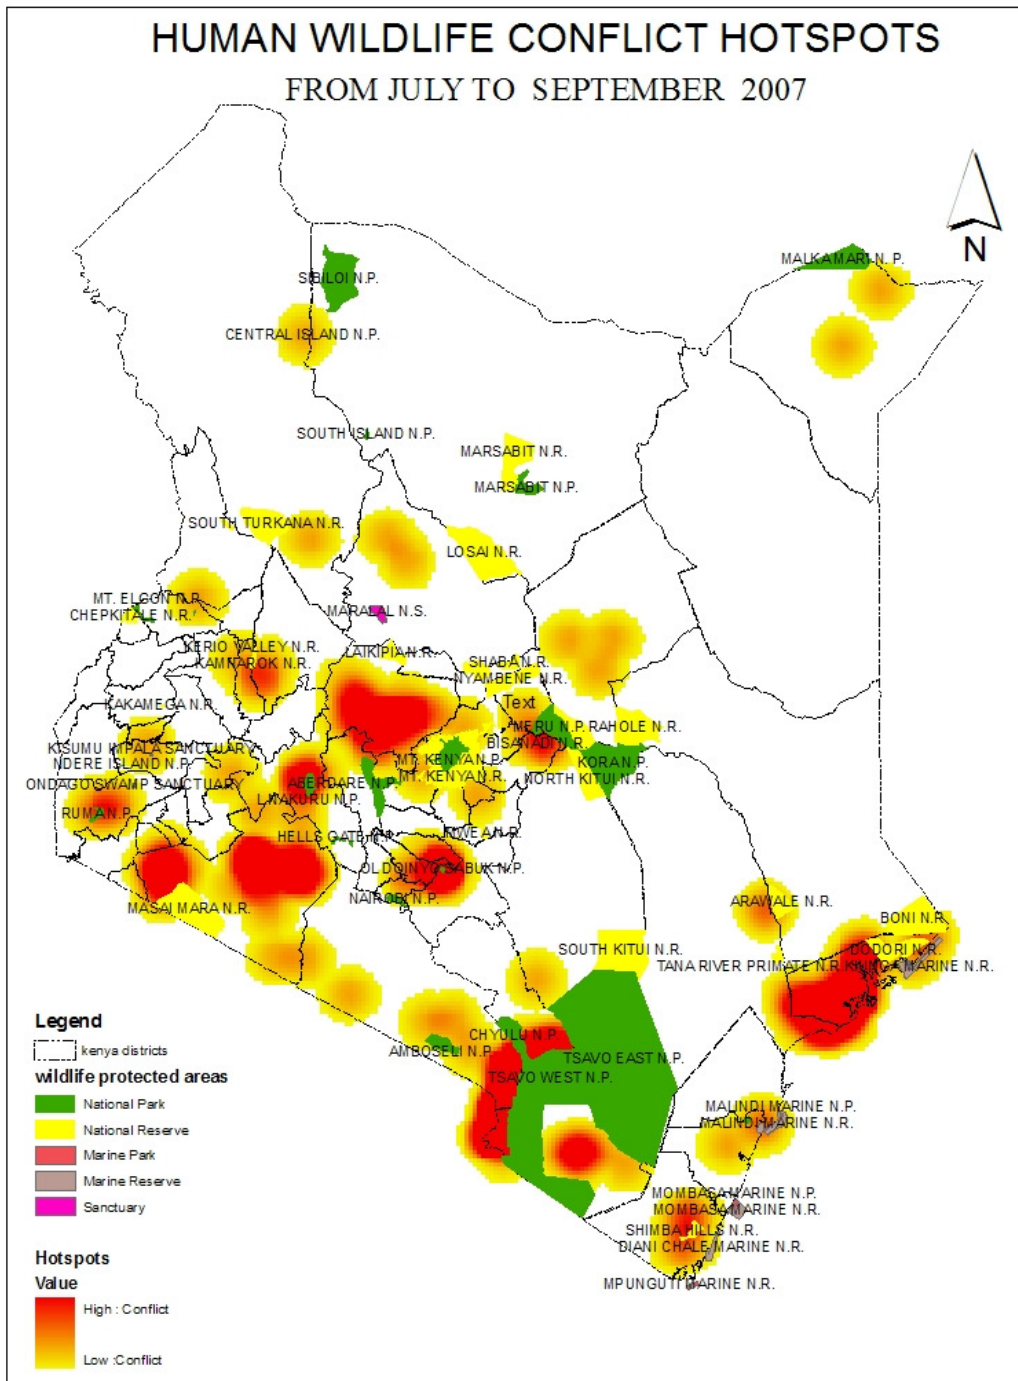 HUMAN WILDLIFE CONFLICT HOTSPOTS
FROM JULY TO SEPTEMBER 2007
N
MALKA MARI N. P.
SIBILOI N.P.
CENTRAL ISLAND N.P.
SOUTH ISLAND N.P.
MARSABIT N.R.
MARSABIT N.P.
SOUTH TURKANA N.R.
LOSAI N.R.
MT. ELGON N.P.
CHEPKITALE N.R.
MARALAL N.S.
KERIO VALLEY N.R.
LAIKIPIA N.R.
KAMNAROK N.R.
SHABA N.R.
NYAMBENE N.R.
KAKAMEGA N.R.
Text
MERU N.P.
RAHOLE N.R.
BISANADI N.R.
KISUMU IMPALA SANCTUARY
NDERE ISLAND N.P.
MT. KENYA N.P.
KORA N.P.
MT. KENYA N.R.
NORTH KITUI N.R.
ONDAGO SWAMP SANCTUARY
ABERDARE N.P.
L.NAKURU N.P.
RUMA N.P.
HELLS GATE N.P.
MWEA N.R.
OLDOINYO SABUK N.P.
NAIROBI N.P.
MASAI MARA N.R.
ARAWALE N.R.
BONI N.R.
SOUTH KITUI N.R.
DODORI N.R.
TANA RIVER PRIMATE N.R.
KIUNGA MARINE N.R.
CHYULU N.P.
AMBOSELI N.P.
TSAVO EAST N.P.
TSAVO WEST N.P.
MALINDI MARINE N.P.
MALINDI MARINE N.R.
MOMBASA MARINE N.P.
MOMBASA MARINE N.R.
SHIMBA HILLS N.R.
DIANI CHALE MARINE N.R.
MPUNGUTI MARINE N.R.
Legend
kenya districts
wildlife protected areas
National Park
National Reserve
Marine Park
Marine Reserve
Sanctuary
Hotspots
Value
High : Conflict
Low :Conflict